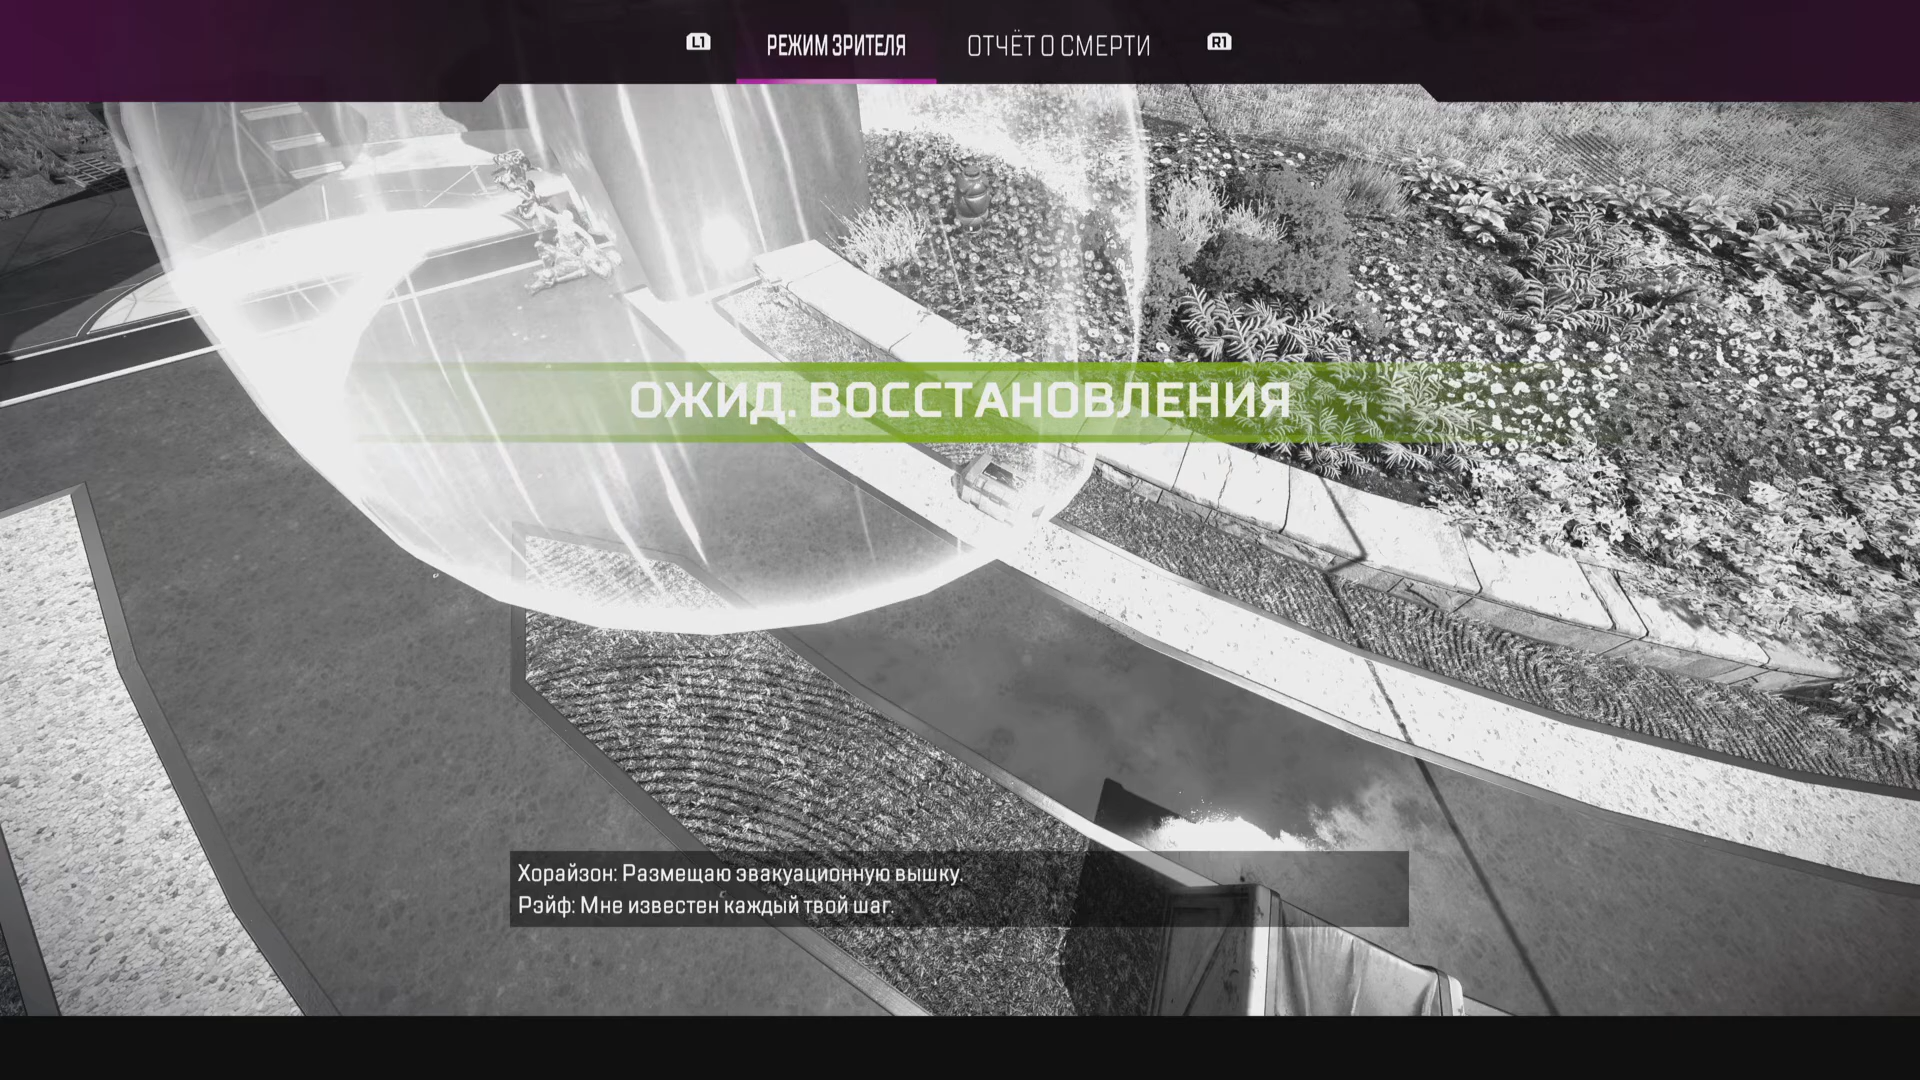 L1 РЕЖИМ ЗРИТЕЛЯ ОТЧЁТ О СМЕРТИ R1
ОЖИД. ВОССТАНОВЛЕНИЯ
Хорайзон: Размещаю эвакуационную вышку.
Рэйф: Мне известен каждый твой шаг.